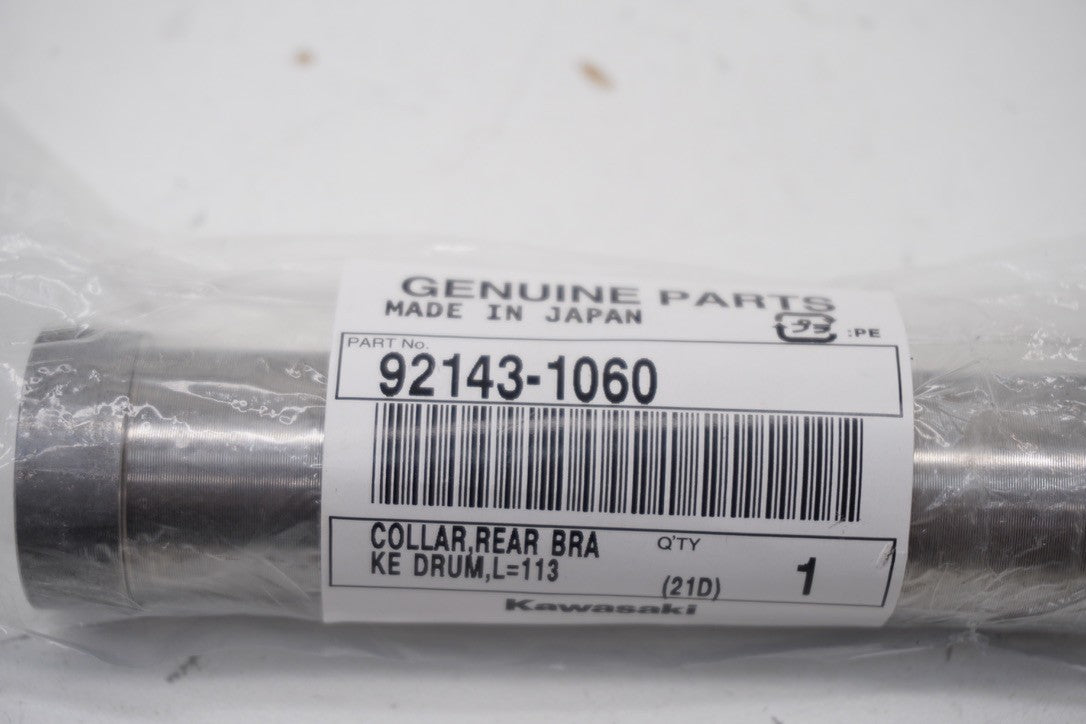 GENUINE PARTS
MADE IN JAPAN
:PE
PART No.
92143-1060
COLLAR,REAR BRA
KE DRUM,L=113
Q'TY
(21D)
1
Kawasaki